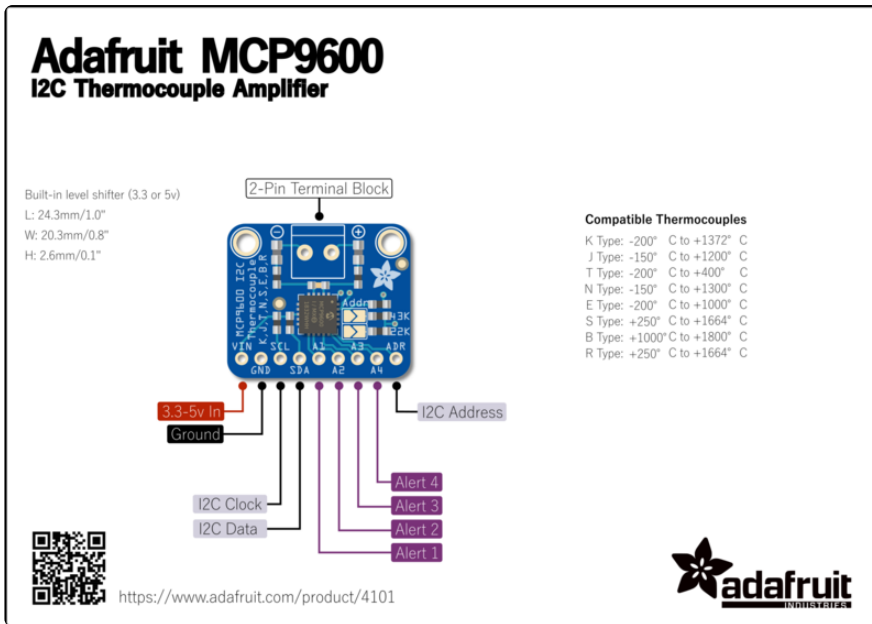 Adafruit MCP9600
I2C Thermocouple Amplifier
Built-in level shifter (3.3 or 5v)
L: 24.3mm/1.0"
W: 20.3mm/0.8"
H: 2.6mm/0.1"
2-Pin Terminal Block
MCP9600 I2C
Thermocouple
K,J,T,N,S,E,B,R
Addr
43K
22K
VIN
GND
SCL
SDA
A1
A2
A3
A4
ADR
3.3-5v In
Ground
I2C Clock
I2C Data
I2C Address
Alert 4
Alert 3
Alert 2
Alert 1
Compatible Thermocouples
K Type: -200° C to +1372° C
J Type: -150° C to +1200° C
T Type: -200° C to +400° C
N Type: -150° C to +1300° C
E Type: -200° C to +1000° C
S Type: +250° C to +1664° C
B Type: +1000° C to +1800° C
R Type: +250° C to +1664° C
https://www.adafruit.com/product/4101
adafruit
INDUSTRIES